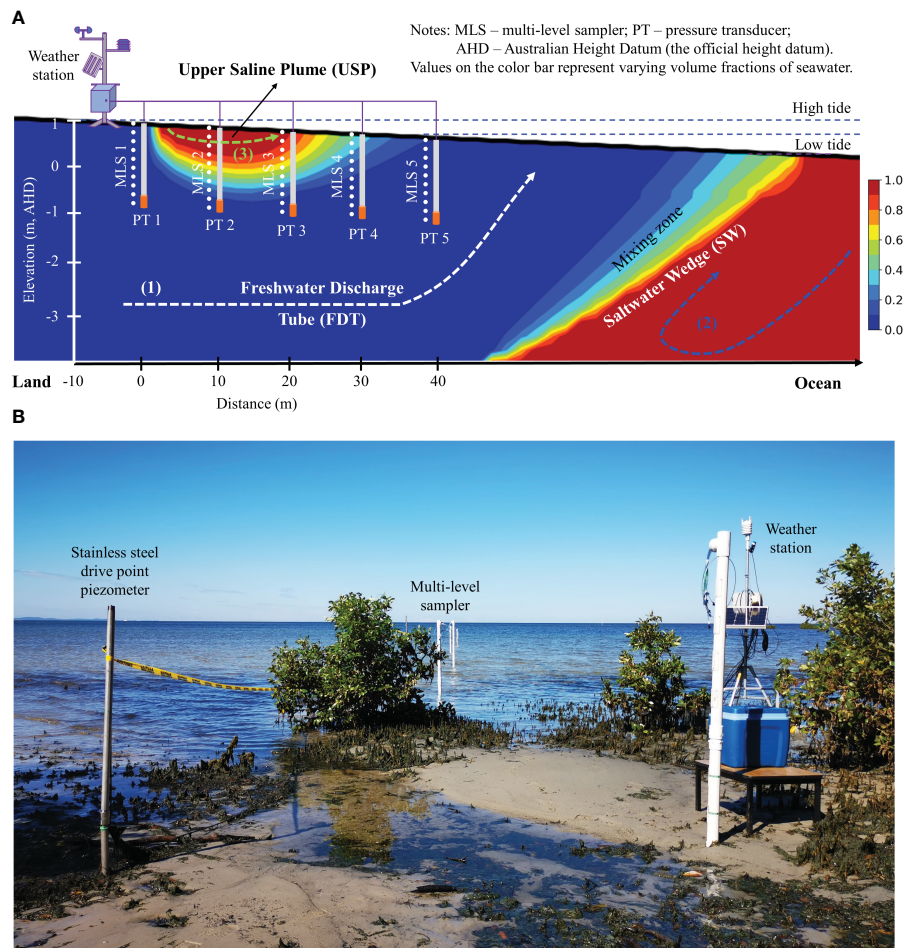 A
Weather
station
Notes: MLS – multi-level sampler; PT – pressure transducer;
AHD – Australian Height Datum (the official height datum).
Values on the color bar represent varying volume fractions of seawater.
Upper Saline Plume (USP)
High tide
Low tide
1
0
-1
-2
-3
Elevation (m, AHD)
MLS 1
MLS 2
MLS 3
MLS 4
MLS 5
(3)
PT 1
PT 2
PT 3
PT 4
PT 5
(1)
Freshwater Discharge
Tube (FDT)
Mixing zone
Saltwater Wedge (SW)
(2)
1.0
0.8
0.6
0.4
0.2
0.0
Land
-10
0
10
20
30
40
Ocean
Distance (m)
B
Stainless steel
drive point
piezometer
Multi-level
sampler
Weather
station